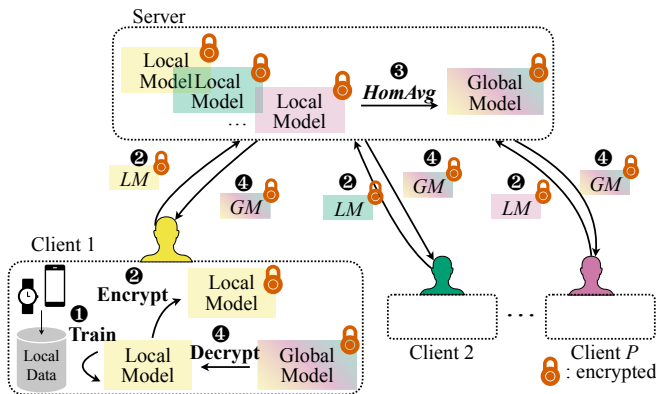 Server
Local
Model
Local
Model
Local
Model
...
❸
HomAvg
Global
Model
❷
LM
❹
GM
❷
LM
❹
GM
❷
LM
❹
GM
Client 1
❷
Encrypt
Local
Model
❶
Train
Local
Data
Local
Model
❹
Decrypt
Global
Model
Client 2
...
Client P
: encrypted